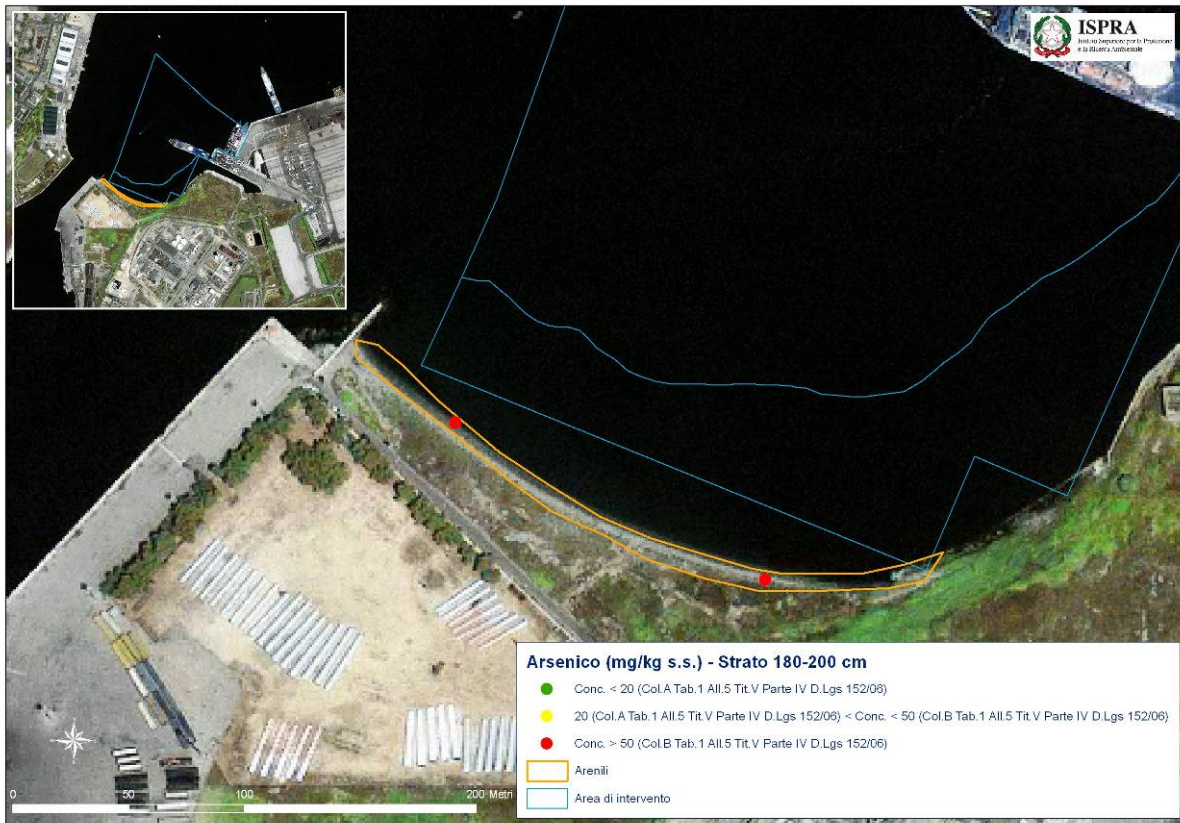 ISPRA
Istituto Superiore per la Protezione
e la Ricerca Ambientale
Arsenico (mg/kg s.s.) - Strato 180-200 cm
Conc. < 20 (Col.A Tab.1 All.5 Tit.V Parte IV D.Lgs 152/06)
20 (Col.A Tab.1 All.5 Tit.V Parte IV D.Lgs 152/06) < Conc. < 50 (Col.B Tab.1 All.5 Tit.V Parte IV D.Lgs 152/06)
Conc. > 50 (Col.B Tab.1 All.5 Tit.V Parte IV D.Lgs 152/06)
Arenili
Area di intervento
0 50 100 200 Metri